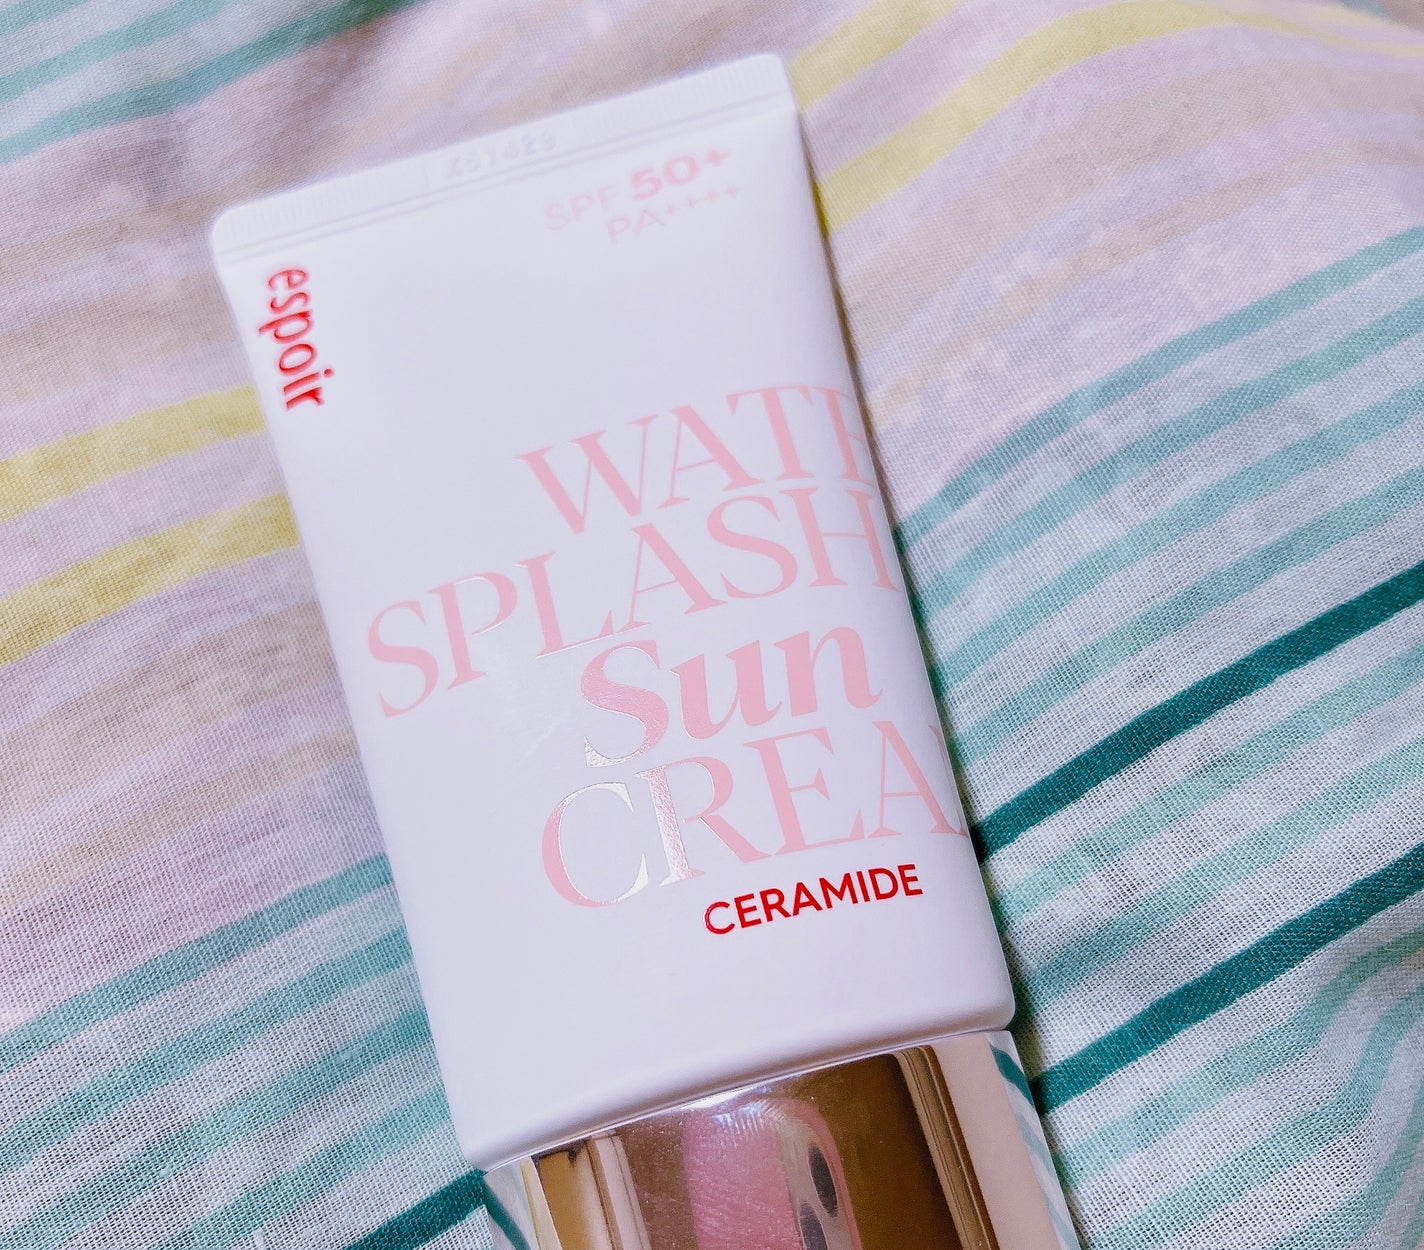 SPF 50+
PA++++
espoir
WATE
SPLASH
Sun
CREA
CERAMIDE